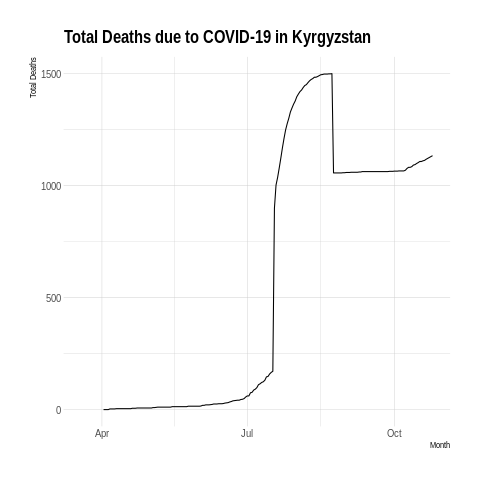 Total Deaths due to COVID-19 in Kyrgyzstan
Total Deaths
1500
1000
500
0
Apr
Jul
Oct
Month